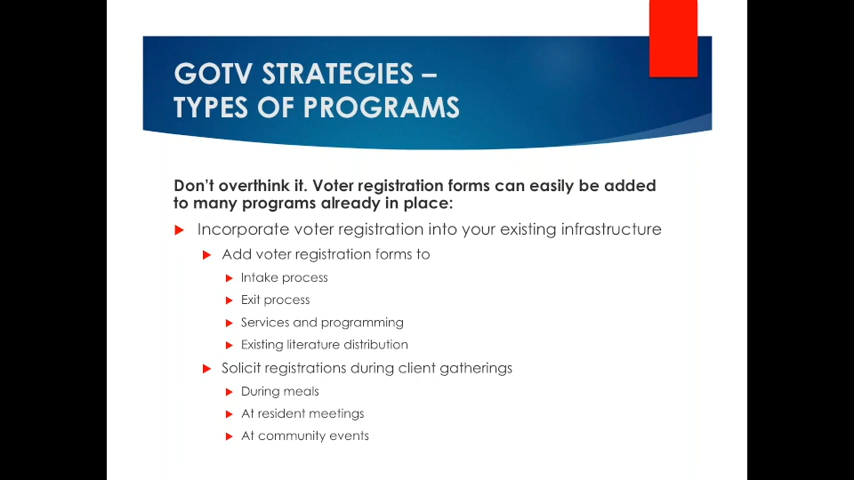 GOTV STRATEGIES –
TYPES OF PROGRAMS
Don't overthink it. Voter registration forms can easily be added
to many programs already in place:
Incorporate voter registration into your existing infrastructure
Add voter registration forms to
Intake process
Exit process
Services and programming
Existing literature distribution
Solicit registrations during client gatherings
During meals
At resident meetings
At community events